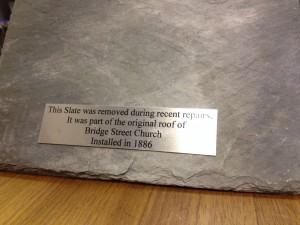 This Slate was removed during recent repairs.
It was part of the original roof of
Bridge Street Church
Installed in 1886